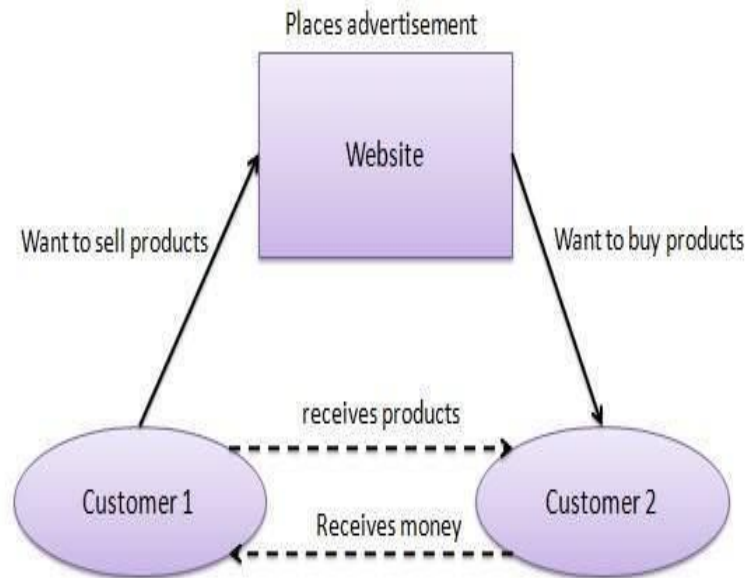 Places advertisement
Website
Want to sell products
Want to buy products
receives products
Customer 1
Customer 2
Receives money